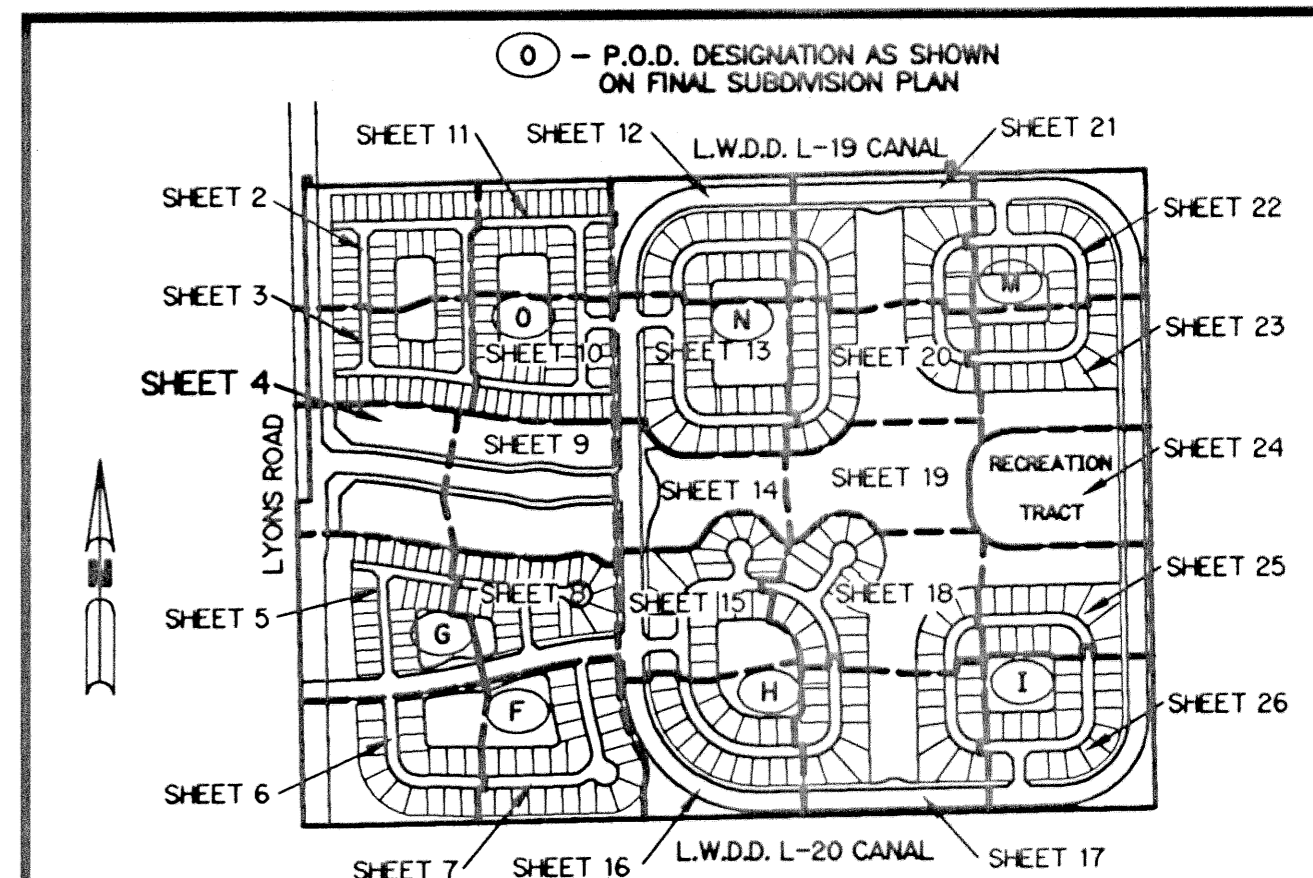 O - P.O.D. DESIGNATION AS SHOWN
ON FINAL SUBDIVISION PLAN
SHEET 11
SHEET 12
L.W.D.D. L-19 CANAL
SHEET 21
SHEET 2
SHEET 22
SHEET 3
O
N
M
SHEET 10
SHEET 13
SHEET 20
SHEET 23
SHEET 4
LYONS ROAD
SHEET 9
SHEET 14
SHEET 19
RECREATION
TRACT
SHEET 24
N
SHEET 5
SHEET 8
SHEET 15
SHEET 18
SHEET 25
G
F
H
I
SHEET 26
SHEET 6
SHEET 7
SHEET 16
L.W.D.D. L-20 CANAL
SHEET 17